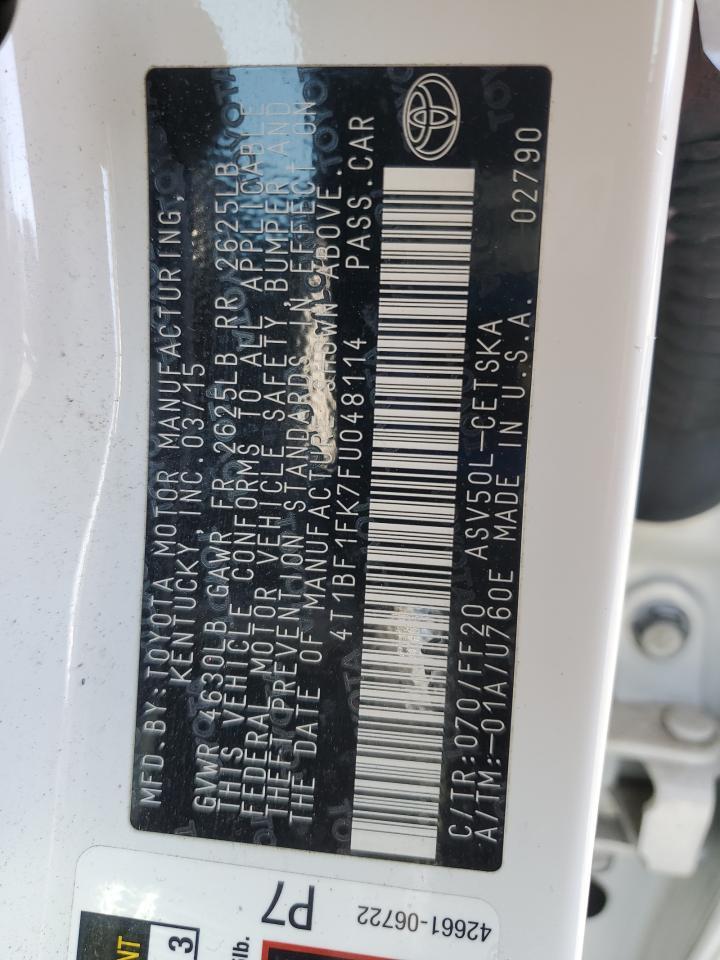 MFD.BY:TOYOTA MOTOR MANUFACTURING,
KENTUCKY,INC. 03/15
GVWR 4630LB GAWR FR 2625LB RR 2625LB
THIS VEHICLE CONFORMS TO ALL APPLICABLE
FEDERAL MOTOR VEHICLE SAFETY, BUMPER, AND
THEFT PREVENTION STANDARDS IN EFFECT ON
THE DATE OF MANUFACTURE SHOWN ABOVE.
4T1BF1FK7FU048114 PASS.CAR
C/TR:070/FF20 ASV50L-CETSKA
A/TM:-01A/U760E MADE IN U.S.A.
02790
P7
42661-06722
NT
3
lb.